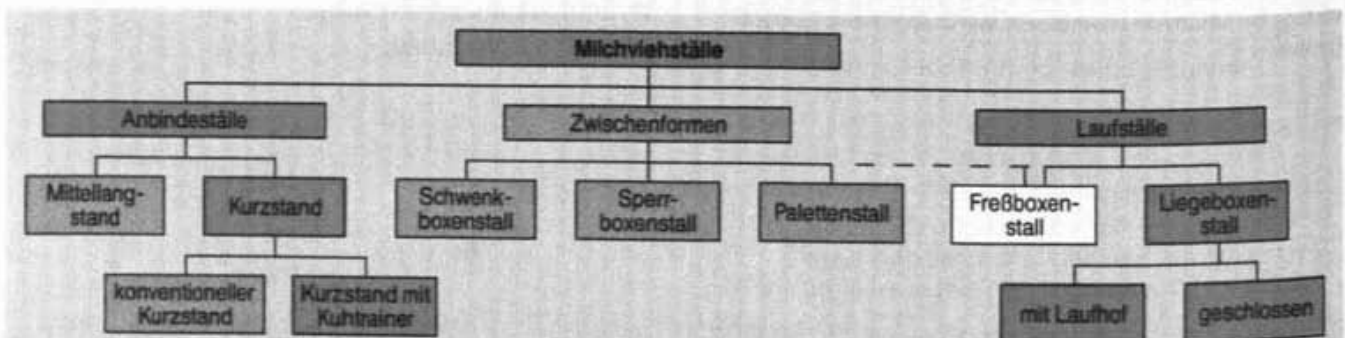 Milchviehställe
Anbindeställe
Zwischenformen
Laufställe
Mittellang-
stand
Kurzstand
Schwenk-
boxenstall
Sperr-
boxenstall
Palettenstall
Freßboxen-
stall
Liegeboxen-
stall
konventioneller
Kurzstand
Kurzstand mit
Kuhtrainer
mit Laufhof
geschlossen